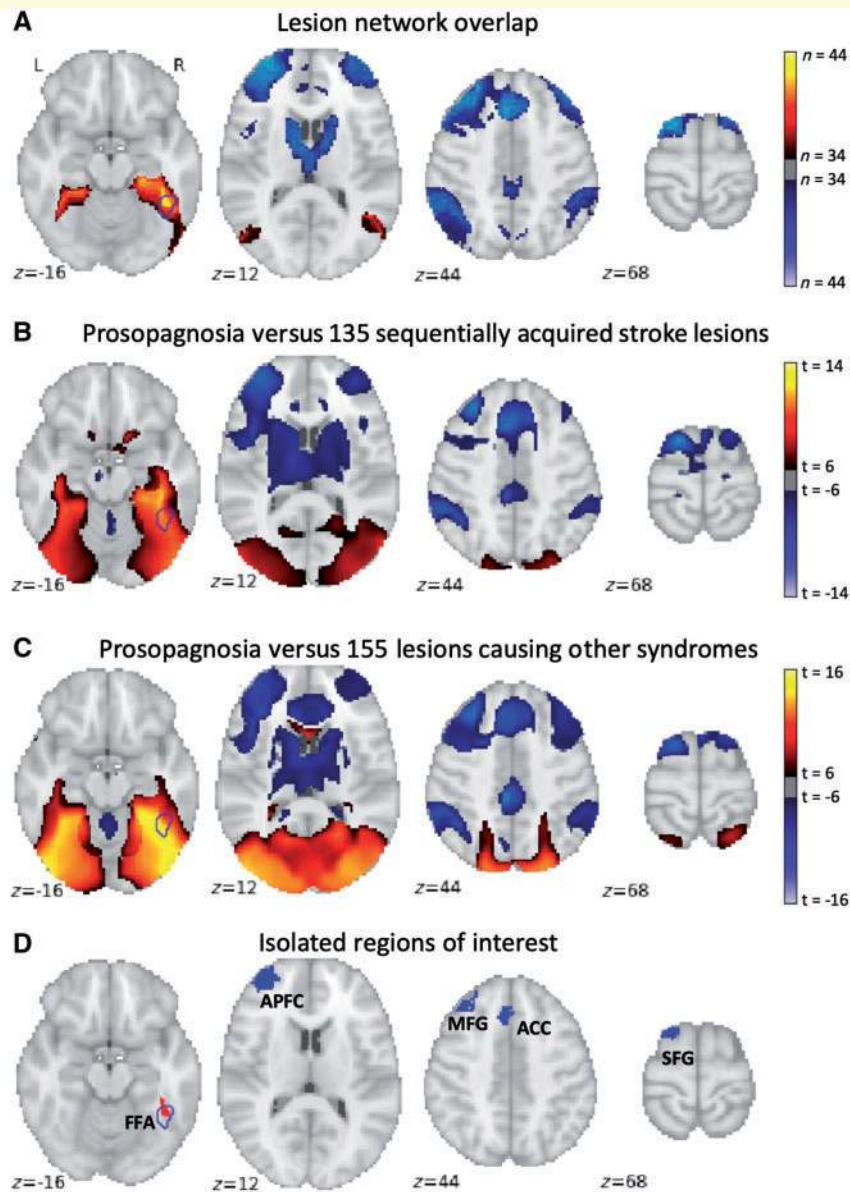 A
Lesion network overlap
L
R
n = 44
n = 34
n = 34
n = 44
z=-16
z=12
z=44
z=68
B
Prosopagnosia versus 135 sequentially acquired stroke lesions
t = 14
t = 6
t = -6
t = -14
z=-16
z=12
z=44
z=68
C
Prosopagnosia versus 155 lesions causing other syndromes
t = 16
t = 6
t = -6
t = -16
z=-16
z=12
z=44
z=68
D
Isolated regions of interest
APFC
MFG
ACC
SFG
FFA
z=-16
z=12
z=44
z=68